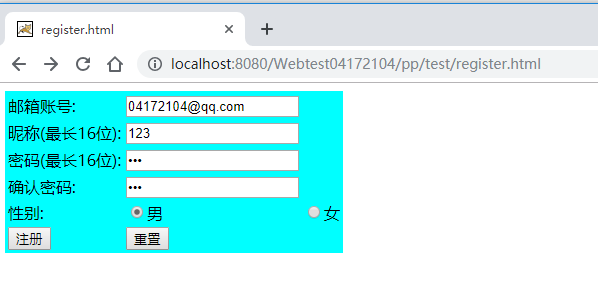 register.html
localhost:8080/Webtest04172104/pp/test/register.html
邮箱账号: 04172104@qq.com
昵称(最长16位): 123
密码(最长16位): •••
确认密码: •••
性别: 男 女
注册 重置